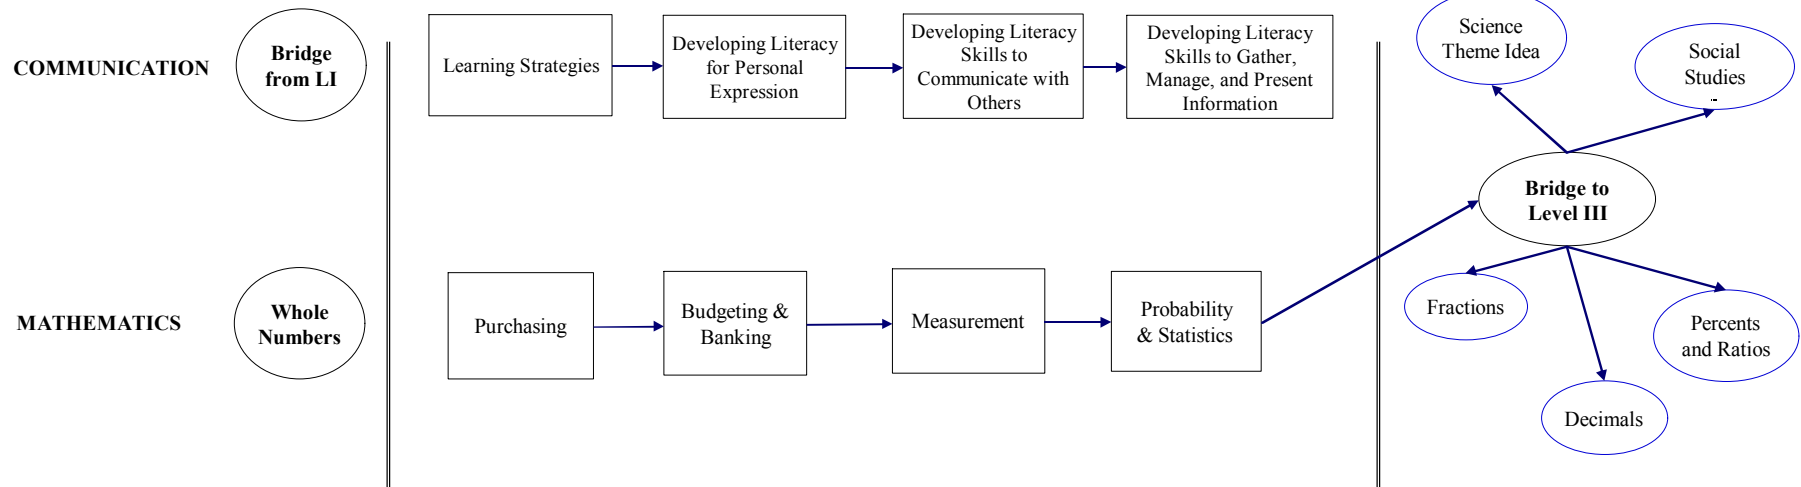 COMMUNICATION
Bridge
from LI
Learning Strategies
Developing Literacy
for Personal
Expression
Developing Literacy
Skills to
Communicate with
Others
Developing Literacy
Skills to Gather,
Manage, and Present
Information
Science
Theme Idea
Social
Studies
Bridge to
Level III
MATHEMATICS
Whole
Numbers
Purchasing
Budgeting &
Banking
Measurement
Probability
& Statistics
Fractions
Percents
and Ratios
Decimals